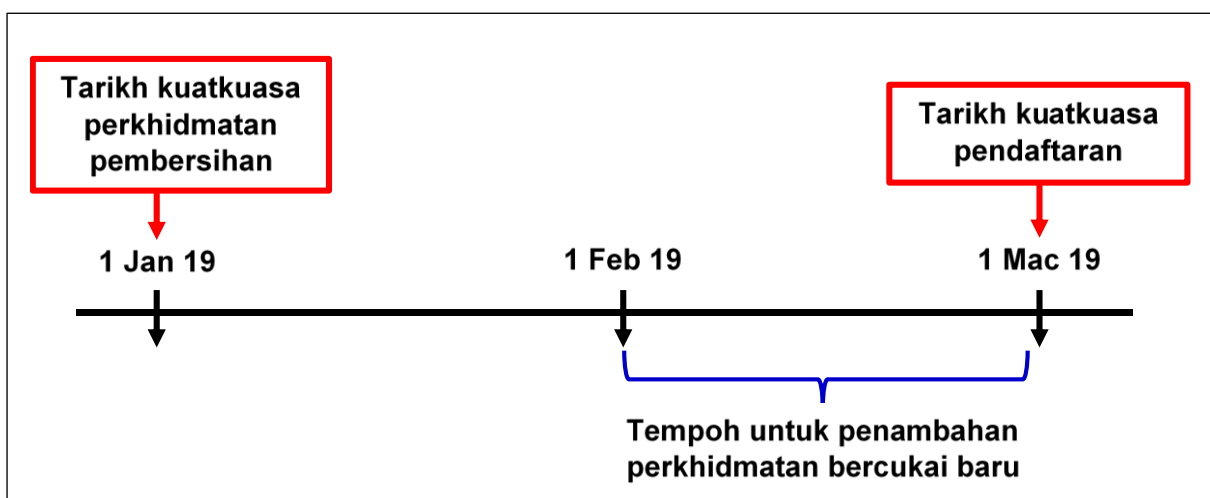 Tarikh kuatkuasa
perkhidmatan
pembersihan
Tarikh kuatkuasa
pendaftaran
1 Jan 19
1 Feb 19
1 Mac 19
Tempoh untuk penambahan
perkhidmatan bercukai baru